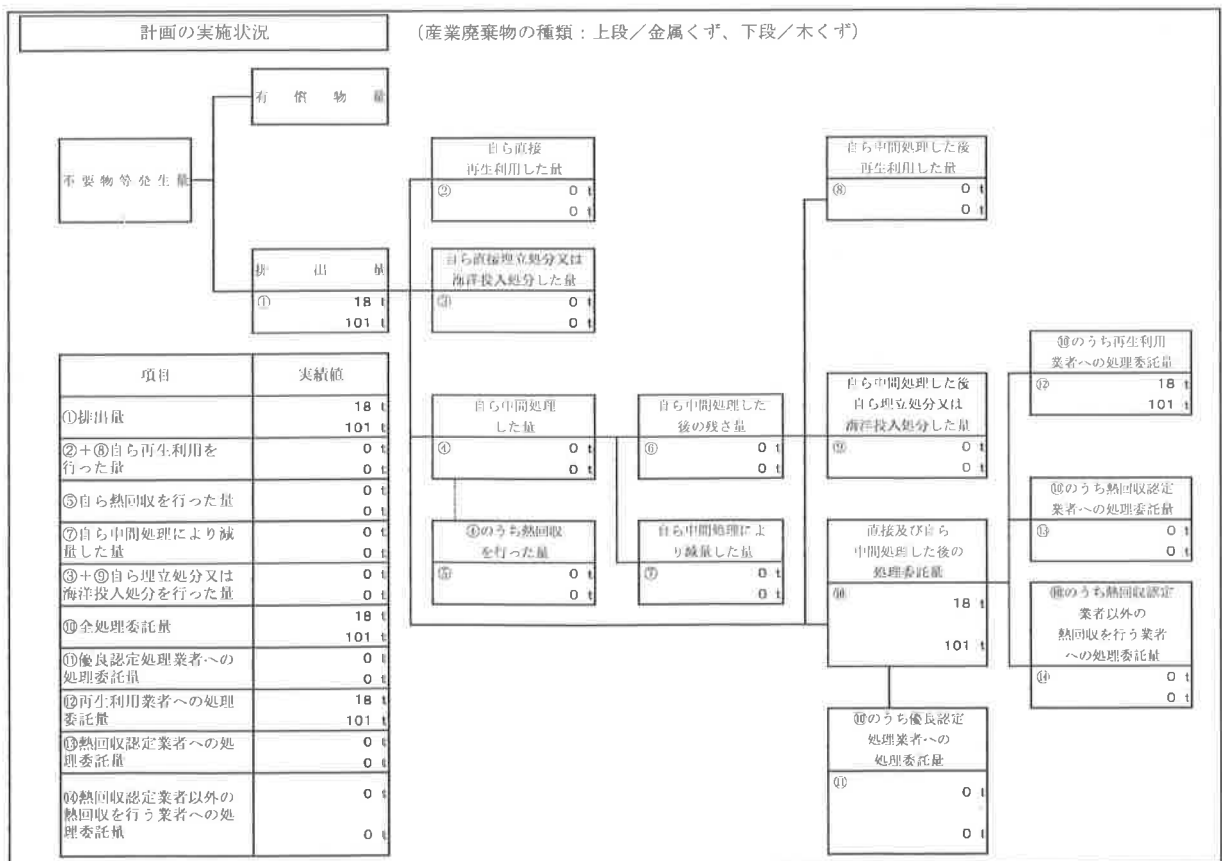 計画の実施状況
（産業廃棄物の種類：上段／金属くず、下段／木くず）
有償物量
不要物等発生量
排出量
① 18 t
101 t
自ら直接
再生利用した量
② 0 t
0 t
自ら直接埋立処分又は
海洋投入処分した量
③ 0 t
0 t
自ら中間処理した後
再生利用した量
⑧ 0 t
0 t
項目 実績値
①排出量 18 t
101 t
②＋⑧自ら再生利用を
行った量
0 t
0 t
⑤自ら熱回収を行った量
0 t
0 t
⑦自ら中間処理により減
量した量
0 t
0 t
③＋⑨自ら埋立処分又は
海洋投入処分を行った量
0 t
0 t
⑩全処理委託量
18 t
101 t
⑪優良認定処理業者への
処理委託量
0 t
0 t
⑫再生利用業者への処理
委託量
18 t
101 t
⑬熱回収認定業者への処
理委託量
0 t
0 t
⑭熱回収認定業者以外の
熱回収を行う業者への処
理委託量
0 t
0 t
自ら中間処理
した量
④ 0 t
0 t
④のうち熱回収
を行った量
⑤ 0 t
0 t
自ら中間処理した
後の残さ量
⑥ 0 t
0 t
自ら中間処理によ
り減量した量
⑦ 0 t
0 t
自ら中間処理した後
自ら埋立処分又は
海洋投入処分した量
⑨ 0 t
0 t
直接及び自ら
中間処理した後の
処理委託量
⑩ 18 t
101 t
⑩のうち優良認定
処理業者への
処理委託量
⑪ 0 t
0 t
⑩のうち再生利用
業者への処理委託量
⑫ 18 t
101 t
⑩のうち熱回収認定
業者への処理委託量
⑬ 0 t
0 t
⑩のうち熱回収認定
業者以外の
熱回収を行う業者
への処理委託量
⑭ 0 t
0 t